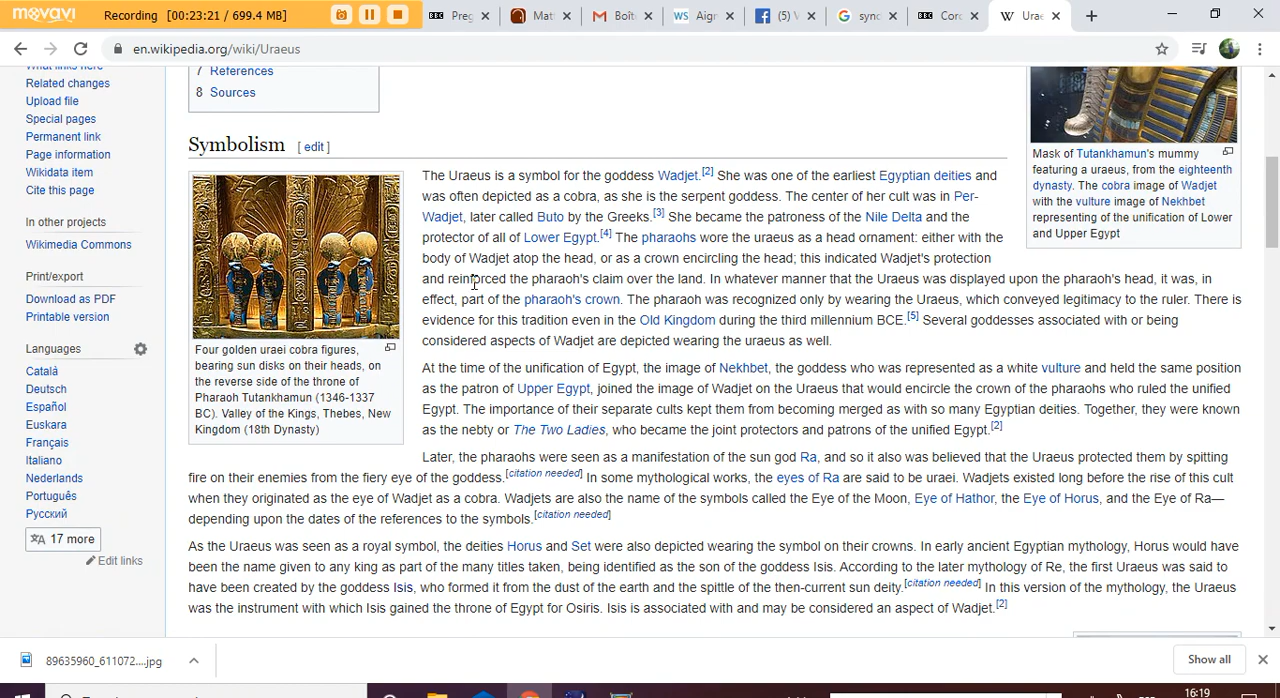 movavi Recording [00:23:21 / 699.4 MB]
BBC Preg Mat Boît WS Aign (5) V sync BBC Cor W Urae
en.wikipedia.org/wiki/Uraeus
What links here
Related changes
Upload file
Special pages
Permanent link
Page information
Wikidata item
Cite this page
In other projects
Wikimedia Commons
Print/export
Download as PDF
Printable version
Languages
Català
Deutsch
Español
Euskara
Français
Italiano
Nederlands
Português
Русский
17 more
Edit links
7 References
8 Sources
Symbolism [ edit ]
Four golden uraei cobra figures,
bearing sun disks on their heads, on
the reverse side of the throne of
Pharaoh Tutankhamun (1346-1337
BC). Valley of the Kings, Thebes, New
Kingdom (18th Dynasty)
The Uraeus is a symbol for the goddess Wadjet.[2] She was one of the earliest Egyptian deities and
was often depicted as a cobra, as she is the serpent goddess. The center of her cult was in Per-
Wadjet, later called Buto by the Greeks.[3] She became the patroness of the Nile Delta and the
protector of all of Lower Egypt.[4] The pharaohs wore the uraeus as a head ornament: either with the
body of Wadjet atop the head, or as a crown encircling the head; this indicated Wadjet's protection
and reinforced the pharaoh's claim over the land. In whatever manner that the Uraeus was displayed upon the pharaoh's head, it was, in
effect, part of the pharaoh's crown. The pharaoh was recognized only by wearing the Uraeus, which conveyed legitimacy to the ruler. There is
evidence for this tradition even in the Old Kingdom during the third millennium BCE.[5] Several goddesses associated with or being
considered aspects of Wadjet are depicted wearing the uraeus as well.
At the time of the unification of Egypt, the image of Nekhbet, the goddess who was represented as a white vulture and held the same position
as the patron of Upper Egypt, joined the image of Wadjet on the Uraeus that would encircle the crown of the pharaohs who ruled the unified
Egypt. The importance of their separate cults kept them from becoming merged as with so many Egyptian deities. Together, they were known
as the nebty or The Two Ladies, who became the joint protectors and patrons of the unified Egypt.[2]
Later, the pharaohs were seen as a manifestation of the sun god Ra, and so it also was believed that the Uraeus protected them by spitting
fire on their enemies from the fiery eye of the goddess.[citation needed] In some mythological works, the eyes of Ra are said to be uraei. Wadjets existed long before the rise of this cult
when they originated as the eye of Wadjet as a cobra. Wadjets are also the name of the symbols called the Eye of the Moon, Eye of Hathor, the Eye of Horus, and the Eye of Ra—
depending upon the dates of the references to the symbols.[citation needed]
As the Uraeus was seen as a royal symbol, the deities Horus and Set were also depicted wearing the symbol on their crowns. In early ancient Egyptian mythology, Horus would have
been the name given to any king as part of the many titles taken, being identified as the son of the goddess Isis. According to the later mythology of Re, the first Uraeus was said to
have been created by the goddess Isis, who formed it from the dust of the earth and the spittle of the then-current sun deity.[citation needed] In this version of the mythology, the Uraeus
was the instrument with which Isis gained the throne of Egypt for Osiris. Isis is associated with and may be considered an aspect of Wadjet.[2]
Mask of Tutankhamun's mummy
featuring a uraeus, from the eighteenth
dynasty. The cobra image of Wadjet
with the vulture image of Nekhbet
representing of the unification of Lower
and Upper Egypt
89635960_611072....jpg
Show all
16:19